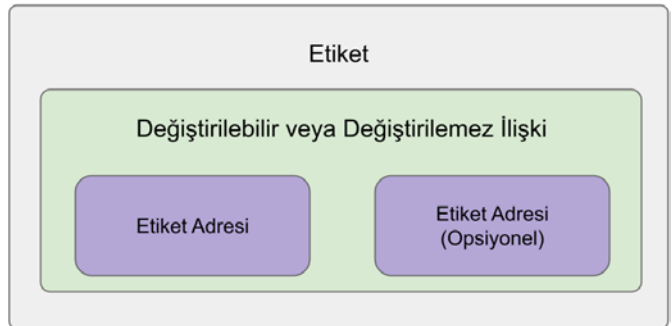 Etiket
Değiştirilebilir veya Değiştirilemez İlişki
Etiket Adresi
Etiket Adresi
(Opsiyonel)